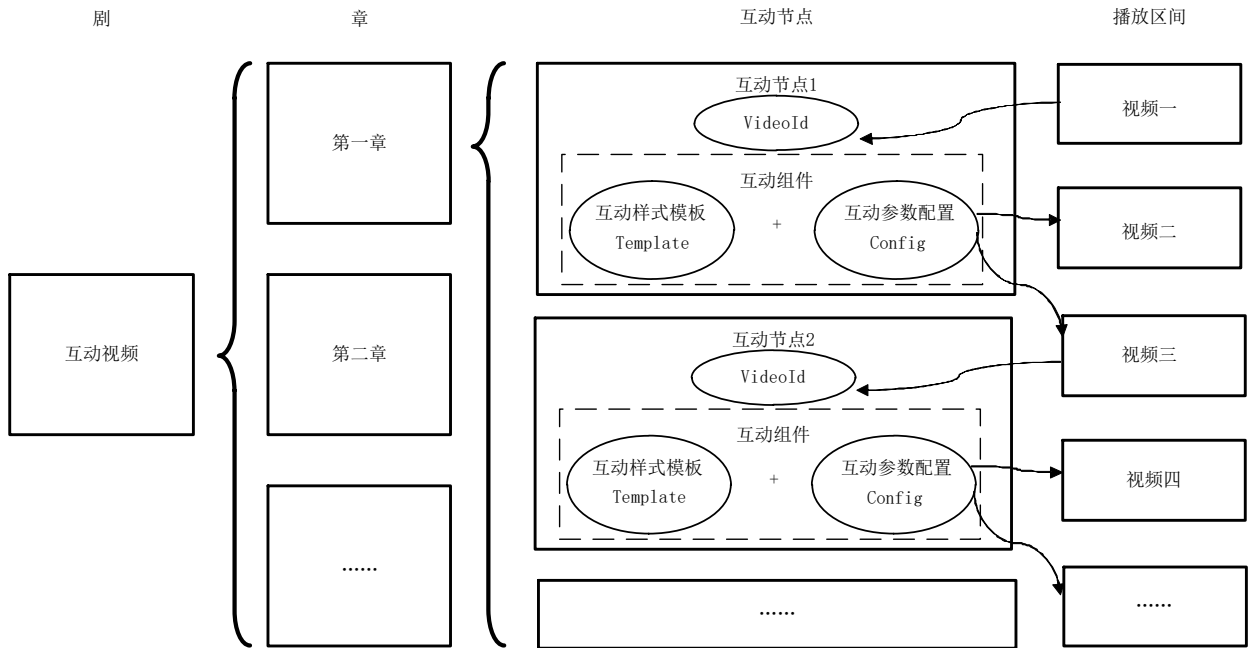 剧
章
互动节点
播放区间
互动视频
第一章
第二章
……
互动节点1
VideoId
互动组件
互动样式模板
Template
+
互动参数配置
Config
互动节点2
VideoId
互动组件
互动样式模板
Template
+
互动参数配置
Config
……
视频一
视频二
视频三
视频四
……